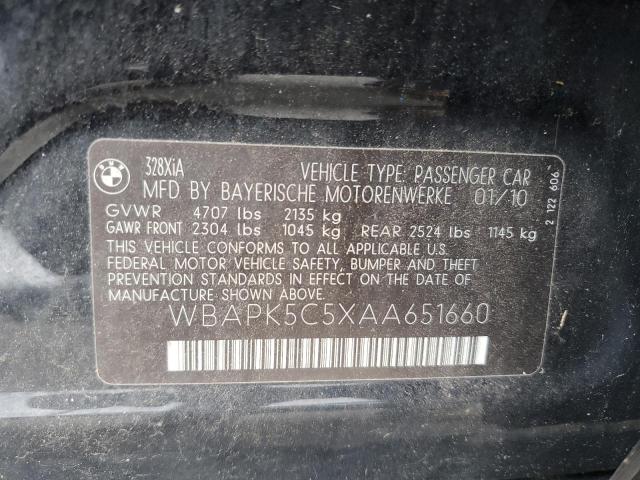 BMW
328XiA VEHICLE TYPE: PASSENGER CAR
MFD BY BAYERISCHE MOTORENWERKE 01/10
GVWR 4707 lbs 2135 kg
GAWR FRONT 2304 lbs 1045 kg REAR 2524 lbs 1145 kg
THIS VEHICLE CONFORMS TO ALL APPLICABLE U.S.
FEDERAL MOTOR VEHICLE SAFETY, BUMPER AND THEFT
PREVENTION STANDARDS IN EFFECT ON THE DATE
OF MANUFACTURE SHOWN ABOVE
WBAPK5C5XAA651660
2 122 606